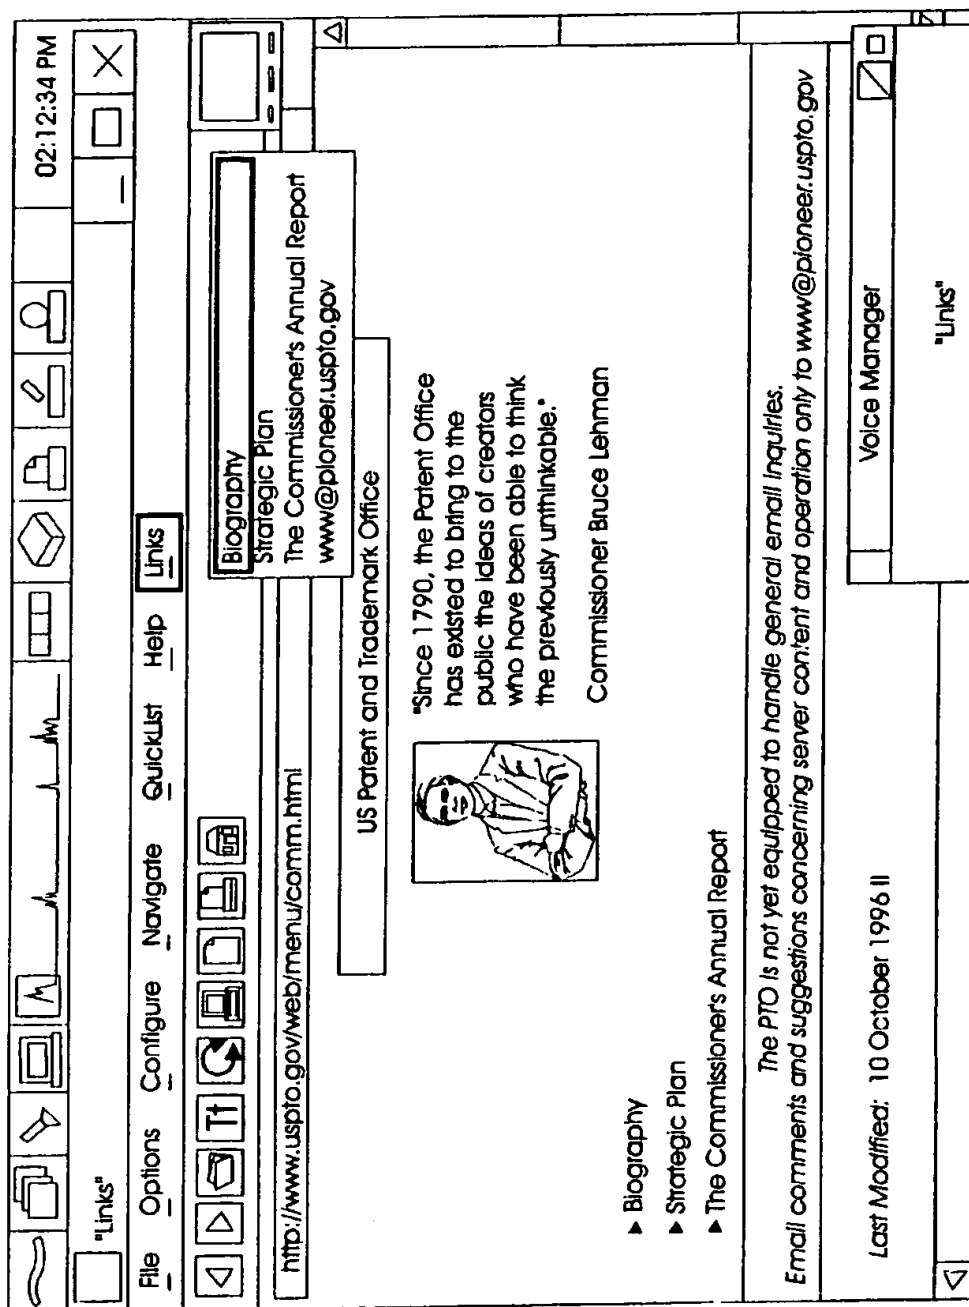 02:12:34 PM
"Links"
File Options Configure Navigate QuickList Help Links
Tt
Biography
Strategic Plan
The Commissioner's Annual Report
www@pioneer.uspto.gov
http://www.uspto.gov/web/menu/comm.html
US Patent and Trademark Office
"Since 1790, the Patent Office
has existed to bring to the
public the ideas of creators
who have been able to think
the previously unthinkable."
Commissioner Bruce Lehman
▸ Biography
▸ Strategic Plan
▸ The Commissioner's Annual Report
The PTO is not yet equipped to handle general email inquiries.
Email comments and suggestions concerning server content and operation only to www@pioneer.uspto.gov
Last Modified: 10 October 1996 II
Voice Manager
"Links"